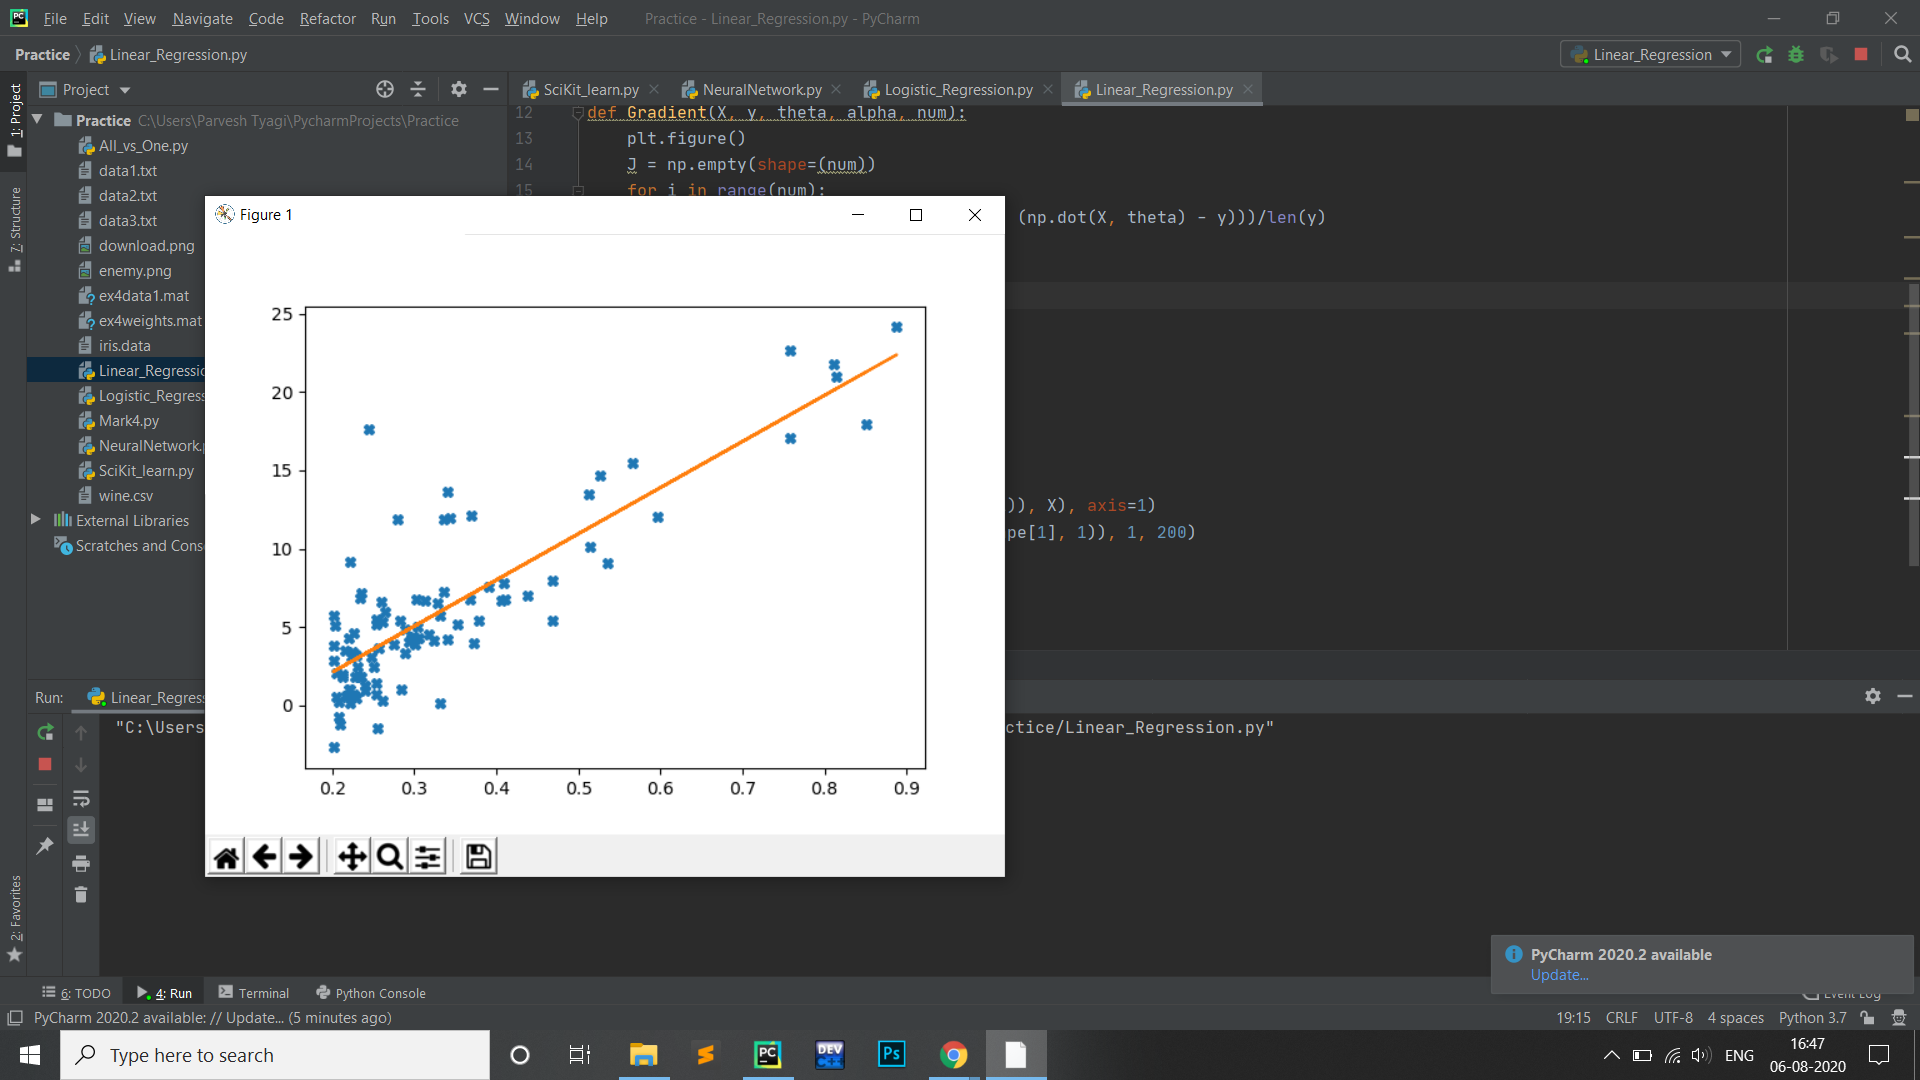 File Edit View Navigate Code Refactor Run Tools VCS Window Help Practice - Linear_Regression.py - PyCharm
Practice Linear_Regression.py Linear_Regression
Project SciKit_learn.py NeuralNetwork.py Logistic_Regression.py Linear_Regression.py
1: Project
7: Structure
2: Favorites
Practice C:\Users\Parvesh Tyagi\PycharmProjects\Practice
All_vs_One.py
data1.txt
data2.txt
data3.txt
download.png
enemy.png
ex4data1.mat
ex4weights.mat
iris.data
Linear_Regressio
Logistic_Regress
Mark4.py
NeuralNetwork.
SciKit_learn.py
wine.csv
External Libraries
Scratches and Cons
12 def Gradient(X, y, theta, alpha, num):
13 plt.figure()
14 J = np.empty(shape=(num))
15 for i in range(num):
(np.dot(X, theta) - y)))/len(y)
)), X), axis=1)
pe[1], 1)), 1, 200)
Figure 1
25
20
15
10
5
0
0.2 0.3 0.4 0.5 0.6 0.7 0.8 0.9
Run: Linear_Regress
"C:\Users
ctice/Linear_Regression.py"
PyCharm 2020.2 available
Update...
6: TODO 4: Run Terminal Python Console Event Log
PyCharm 2020.2 available: // Update... (5 minutes ago) 19:15 CRLF UTF-8 4 spaces Python 3.7
Type here to search
PC
DEV
C++
Ps
ENG
16:47
06-08-2020